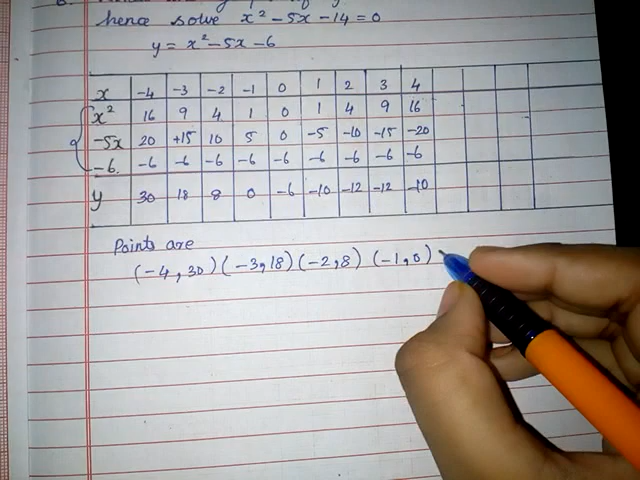 hence solve x² -5x -14 = 0
y = x² -5x -6
x -4 -3 -2 -1 0 1 2 3 4
x² 16 9 4 1 0 1 4 9 16
-5x 20 +15 10 5 0 -5 -10 -15 -20
-6. -6 -6 -6 -6 -6 -6 -6 -6 -6
y 30 18 8 0 -6 -10 -12 -12 -10
Points are
(-4, 30) (-3, 18) (-2, 8) (-1, 0)